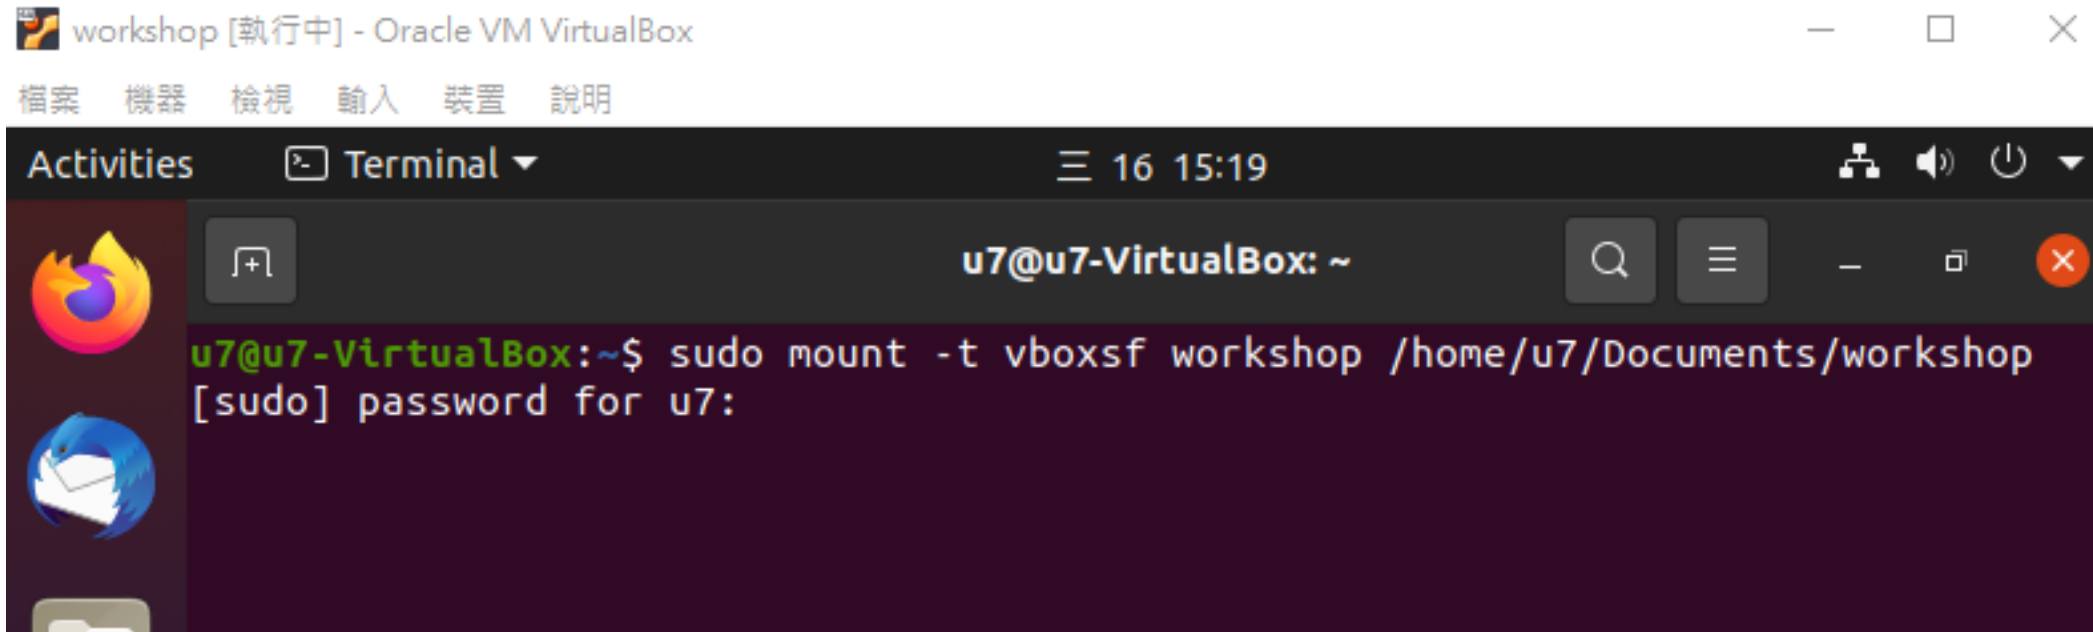 workshop [執行中] - Oracle VM VirtualBox
檔案 機器 檢視 輸入 裝置 說明
Activities Terminal 三 16 15:19
u7@u7-VirtualBox: ~
u7@u7-VirtualBox:~$ sudo mount -t vboxsf workshop /home/u7/Documents/workshop
[sudo] password for u7: